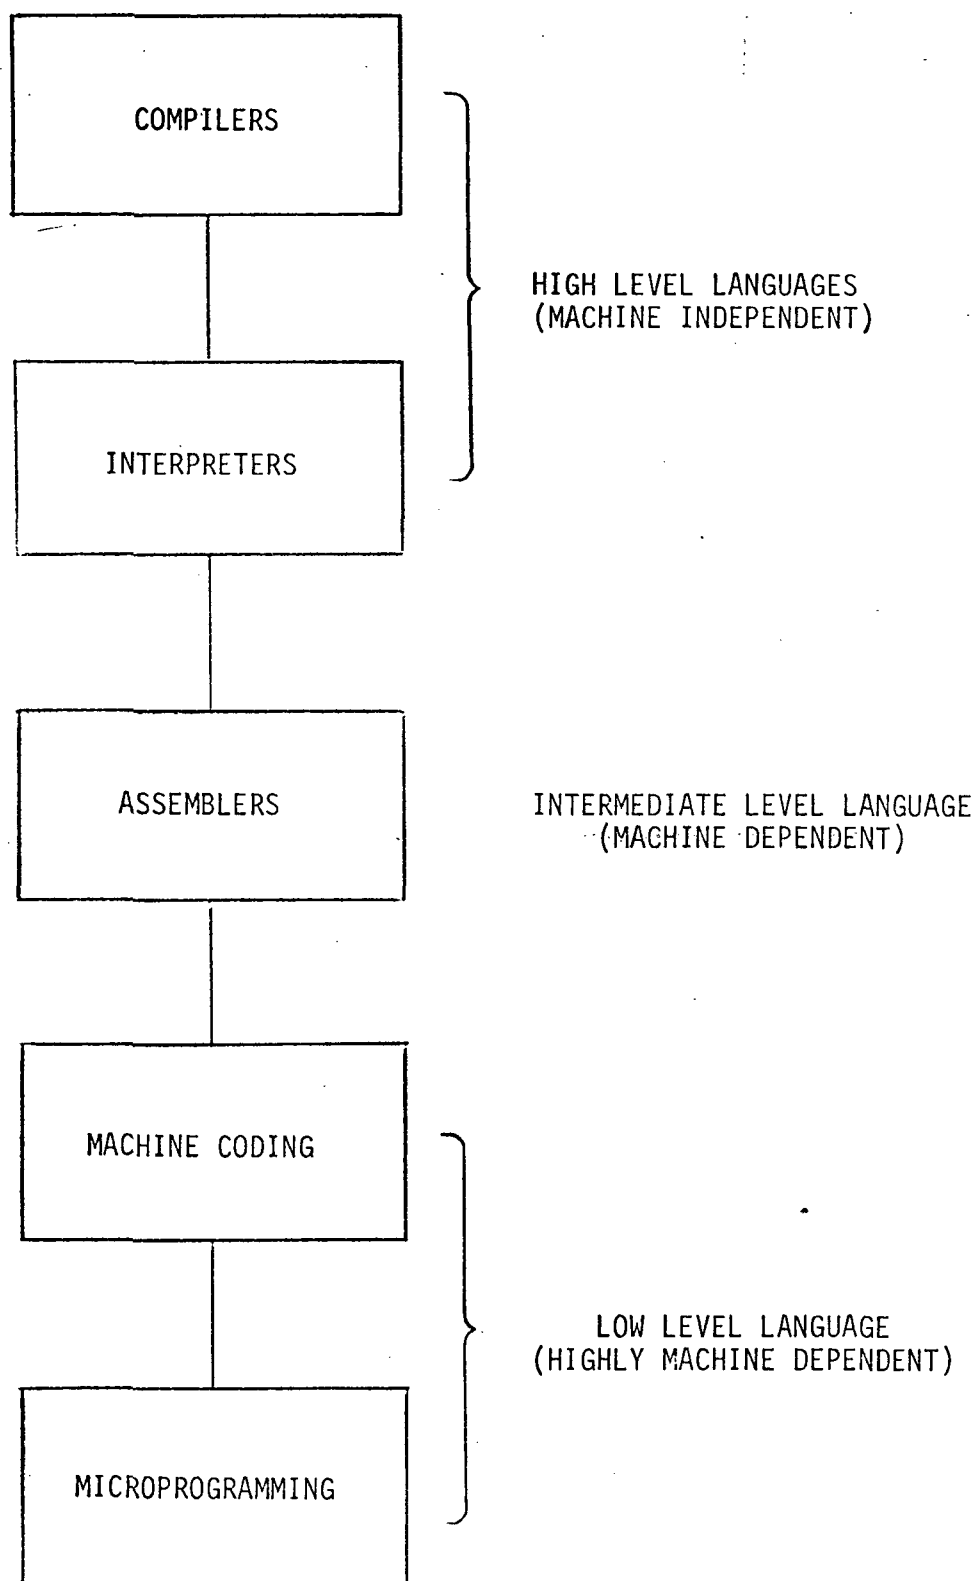 COMPILERS
HIGH LEVEL LANGUAGES
(MACHINE INDEPENDENT)
INTERPRETERS
ASSEMBLERS
INTERMEDIATE LEVEL LANGUAGE
(MACHINE DEPENDENT)
MACHINE CODING
LOW LEVEL LANGUAGE
(HIGHLY MACHINE DEPENDENT)
MICROPROGRAMMING